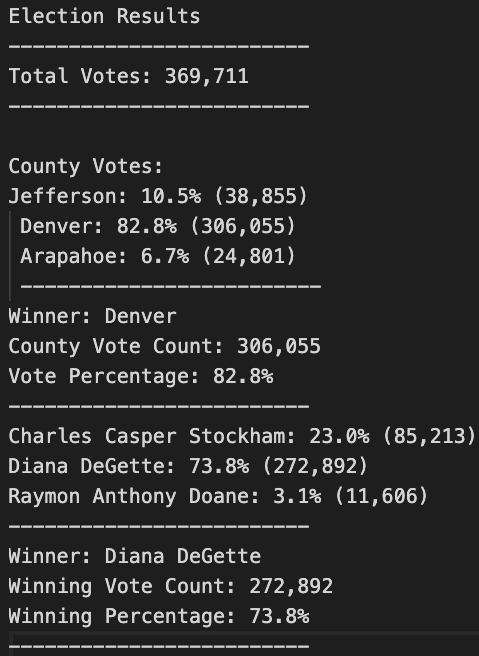 Election Results
-------------------------
Total Votes: 369,711
-------------------------

County Votes:
Jefferson: 10.5% (38,855)
 Denver: 82.8% (306,055)
 Arapahoe: 6.7% (24,801)
 -------------------------
Winner: Denver
County Vote Count: 306,055
Vote Percentage: 82.8%
-------------------------
Charles Casper Stockham: 23.0% (85,213)
Diana DeGette: 73.8% (272,892)
Raymon Anthony Doane: 3.1% (11,606)
-------------------------
Winner: Diana DeGette
Winning Vote Count: 272,892
Winning Percentage: 73.8%
-------------------------